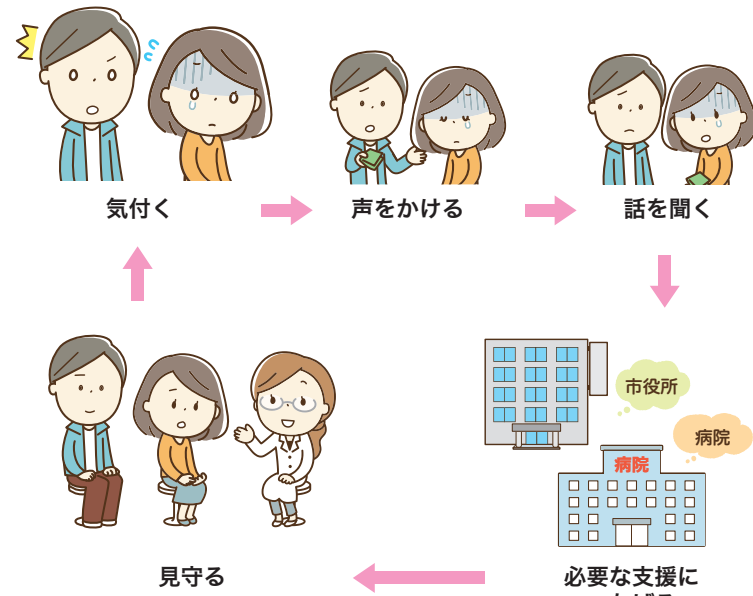 気付く
声をかける
話を聞く
市役所
病院
病院
必要な支援に
見守る